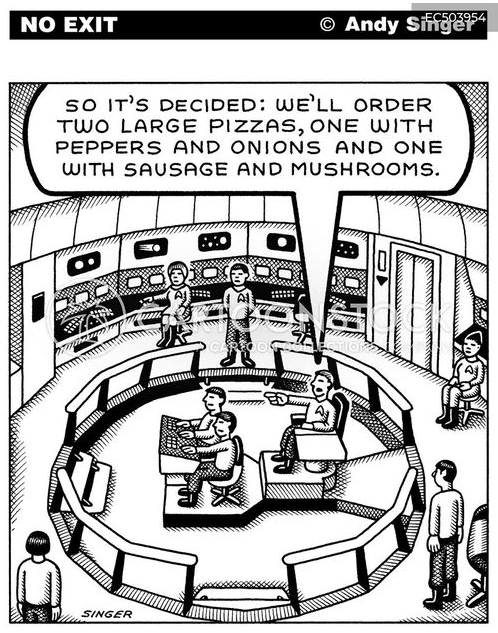 NO EXIT
© Andy Singer
EC503954
SO IT'S DECIDED: WE'LL ORDER
TWO LARGE PIZZAS, ONE WITH
PEPPERS AND ONIONS AND ONE
WITH SAUSAGE AND MUSHROOMS.
CARTOONSTOCK
SINGER